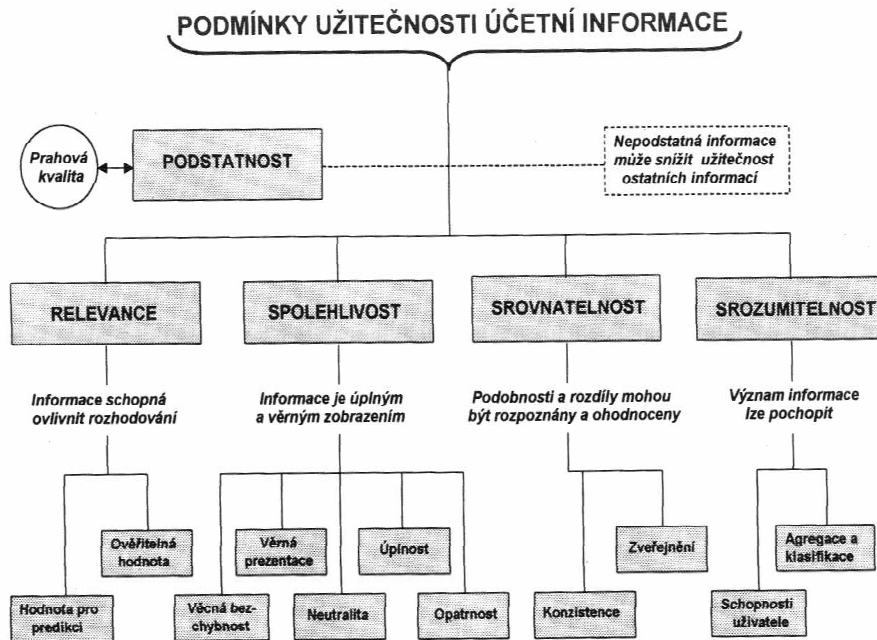 PODMÍNKY UŽITEČNOSTI ÚČETNÍ INFORMACE
Prahová
kvalita
PODSTATNOST
Nepodstatná informace
může snížit užitečnost
ostatních informací
RELEVANCE
SPOLEHLIVOST
SROVNATELNOST
SROZUMITELNOST
Informace schopná
ovlivnit rozhodování
Informace je úplným
a věrným zobrazením
Podobnosti a rozdíly mohou
být rozpoznány a ohodnoceny
Význam informace
lze pochopit
Ověřitelná
hodnota
Věrná
prezentace
Úplnost
Zveřejnění
Agregace a
klasifikace
Hodnota pro
predikci
Věcná bez-
chybnost
Neutralita
Opatrnost
Konzistence
Schopnosti
uživatele